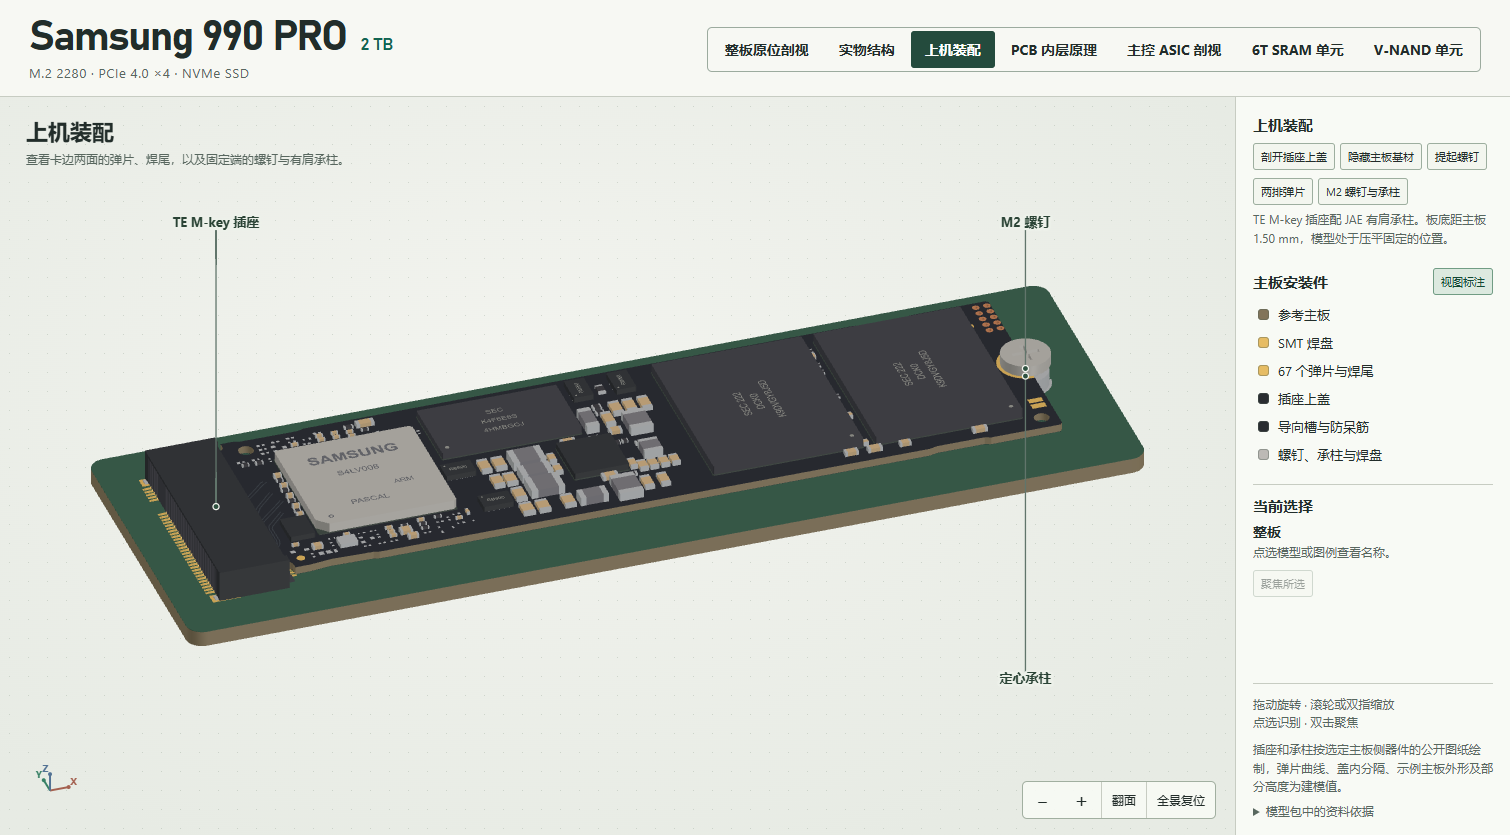 Samsung 990 PRO 2 TB
M.2 2280 · PCIe 4.0 ×4 · NVMe SSD
整板原位剖视 实物结构 上机装配 PCB 内层原理 主控 ASIC 剖视 6T SRAM 单元 V-NAND 单元
上机装配
查看卡边两面的弹片、焊尾，以及固定端的螺钉与有肩承柱。
TE M-key 插座
M2 螺钉
SEC
SAMSUNG
S4LV008
ARM
PASCAL
SEC 222
SEC 222
定心承柱
Z
Y
X
− + 翻面 全景复位
上机装配
剖开插座上盖 隐藏主板基材 提起螺钉
两排弹片 M2 螺钉与承柱
TE M-key 插座配 JAE 有肩承柱。板底距主板
1.50 mm，模型处于压平固定的位置。
主板安装件 视图标注
参考主板
SMT 焊盘
67 个弹片与焊尾
插座上盖
导向槽与防呆筋
螺钉、承柱与焊盘
当前选择
整板
点选模型或图例查看名称。
聚焦所选
拖动旋转 · 滚轮或双指缩放
点选识别 · 双击聚焦
插座和承柱按选定主板侧器件的公开图纸绘
制，弹片曲线、盖内分隔、示例主板外形及部
分高度为建模值。
模型包中的资料依据